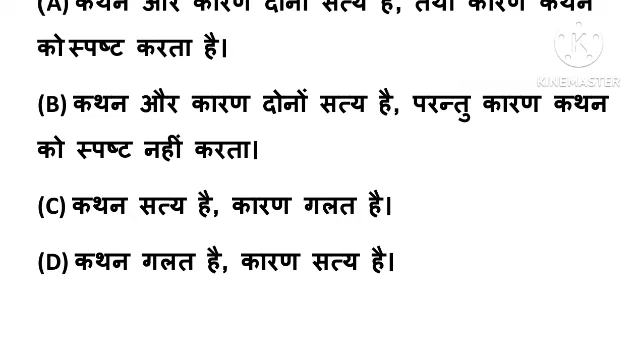 (A) कथन और कारण दोनों सत्य है, तथा कारण कथन
को स्पष्ट करता है।
KINEMASTER
(B) कथन और कारण दोनों सत्य है, परन्तु कारण कथन
को स्पष्ट नहीं करता।
(C) कथन सत्य है, कारण गलत है।
(D) कथन गलत है, कारण सत्य है।